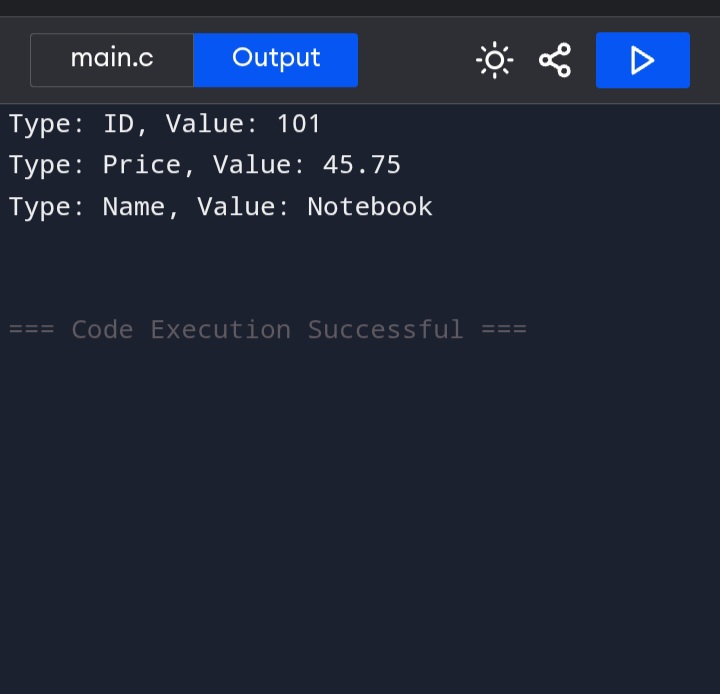 main.c Output
Type: ID, Value: 101
Type: Price, Value: 45.75
Type: Name, Value: Notebook
=== Code Execution Successful ===